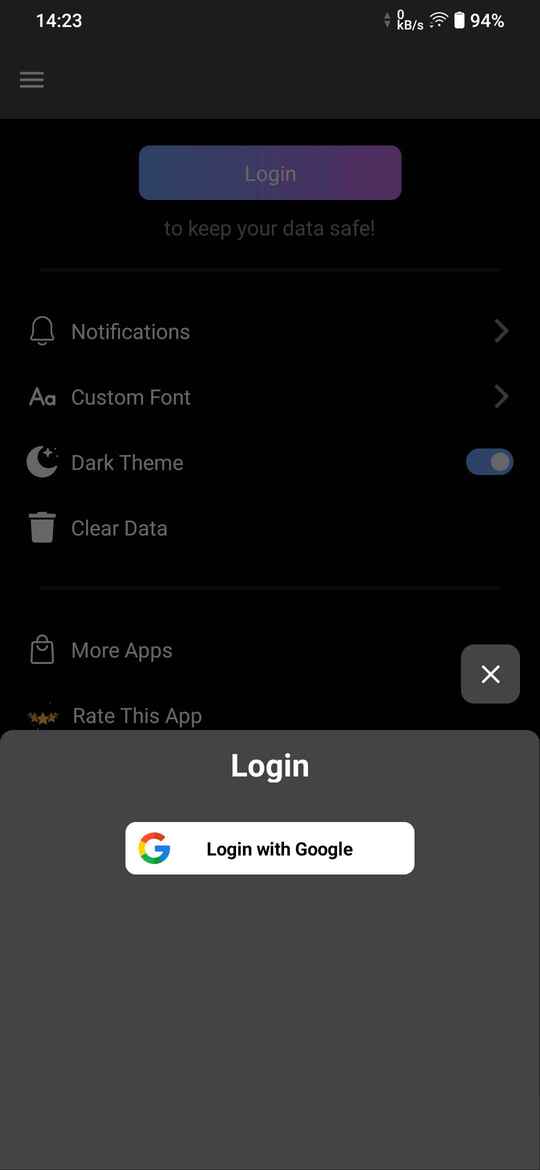 14:23
0
kB/s
94%
Login
to keep your data safe!
Notifications
Aa
Custom Font
Dark Theme
Clear Data
More Apps
Rate This App
Login
G
Login with Google